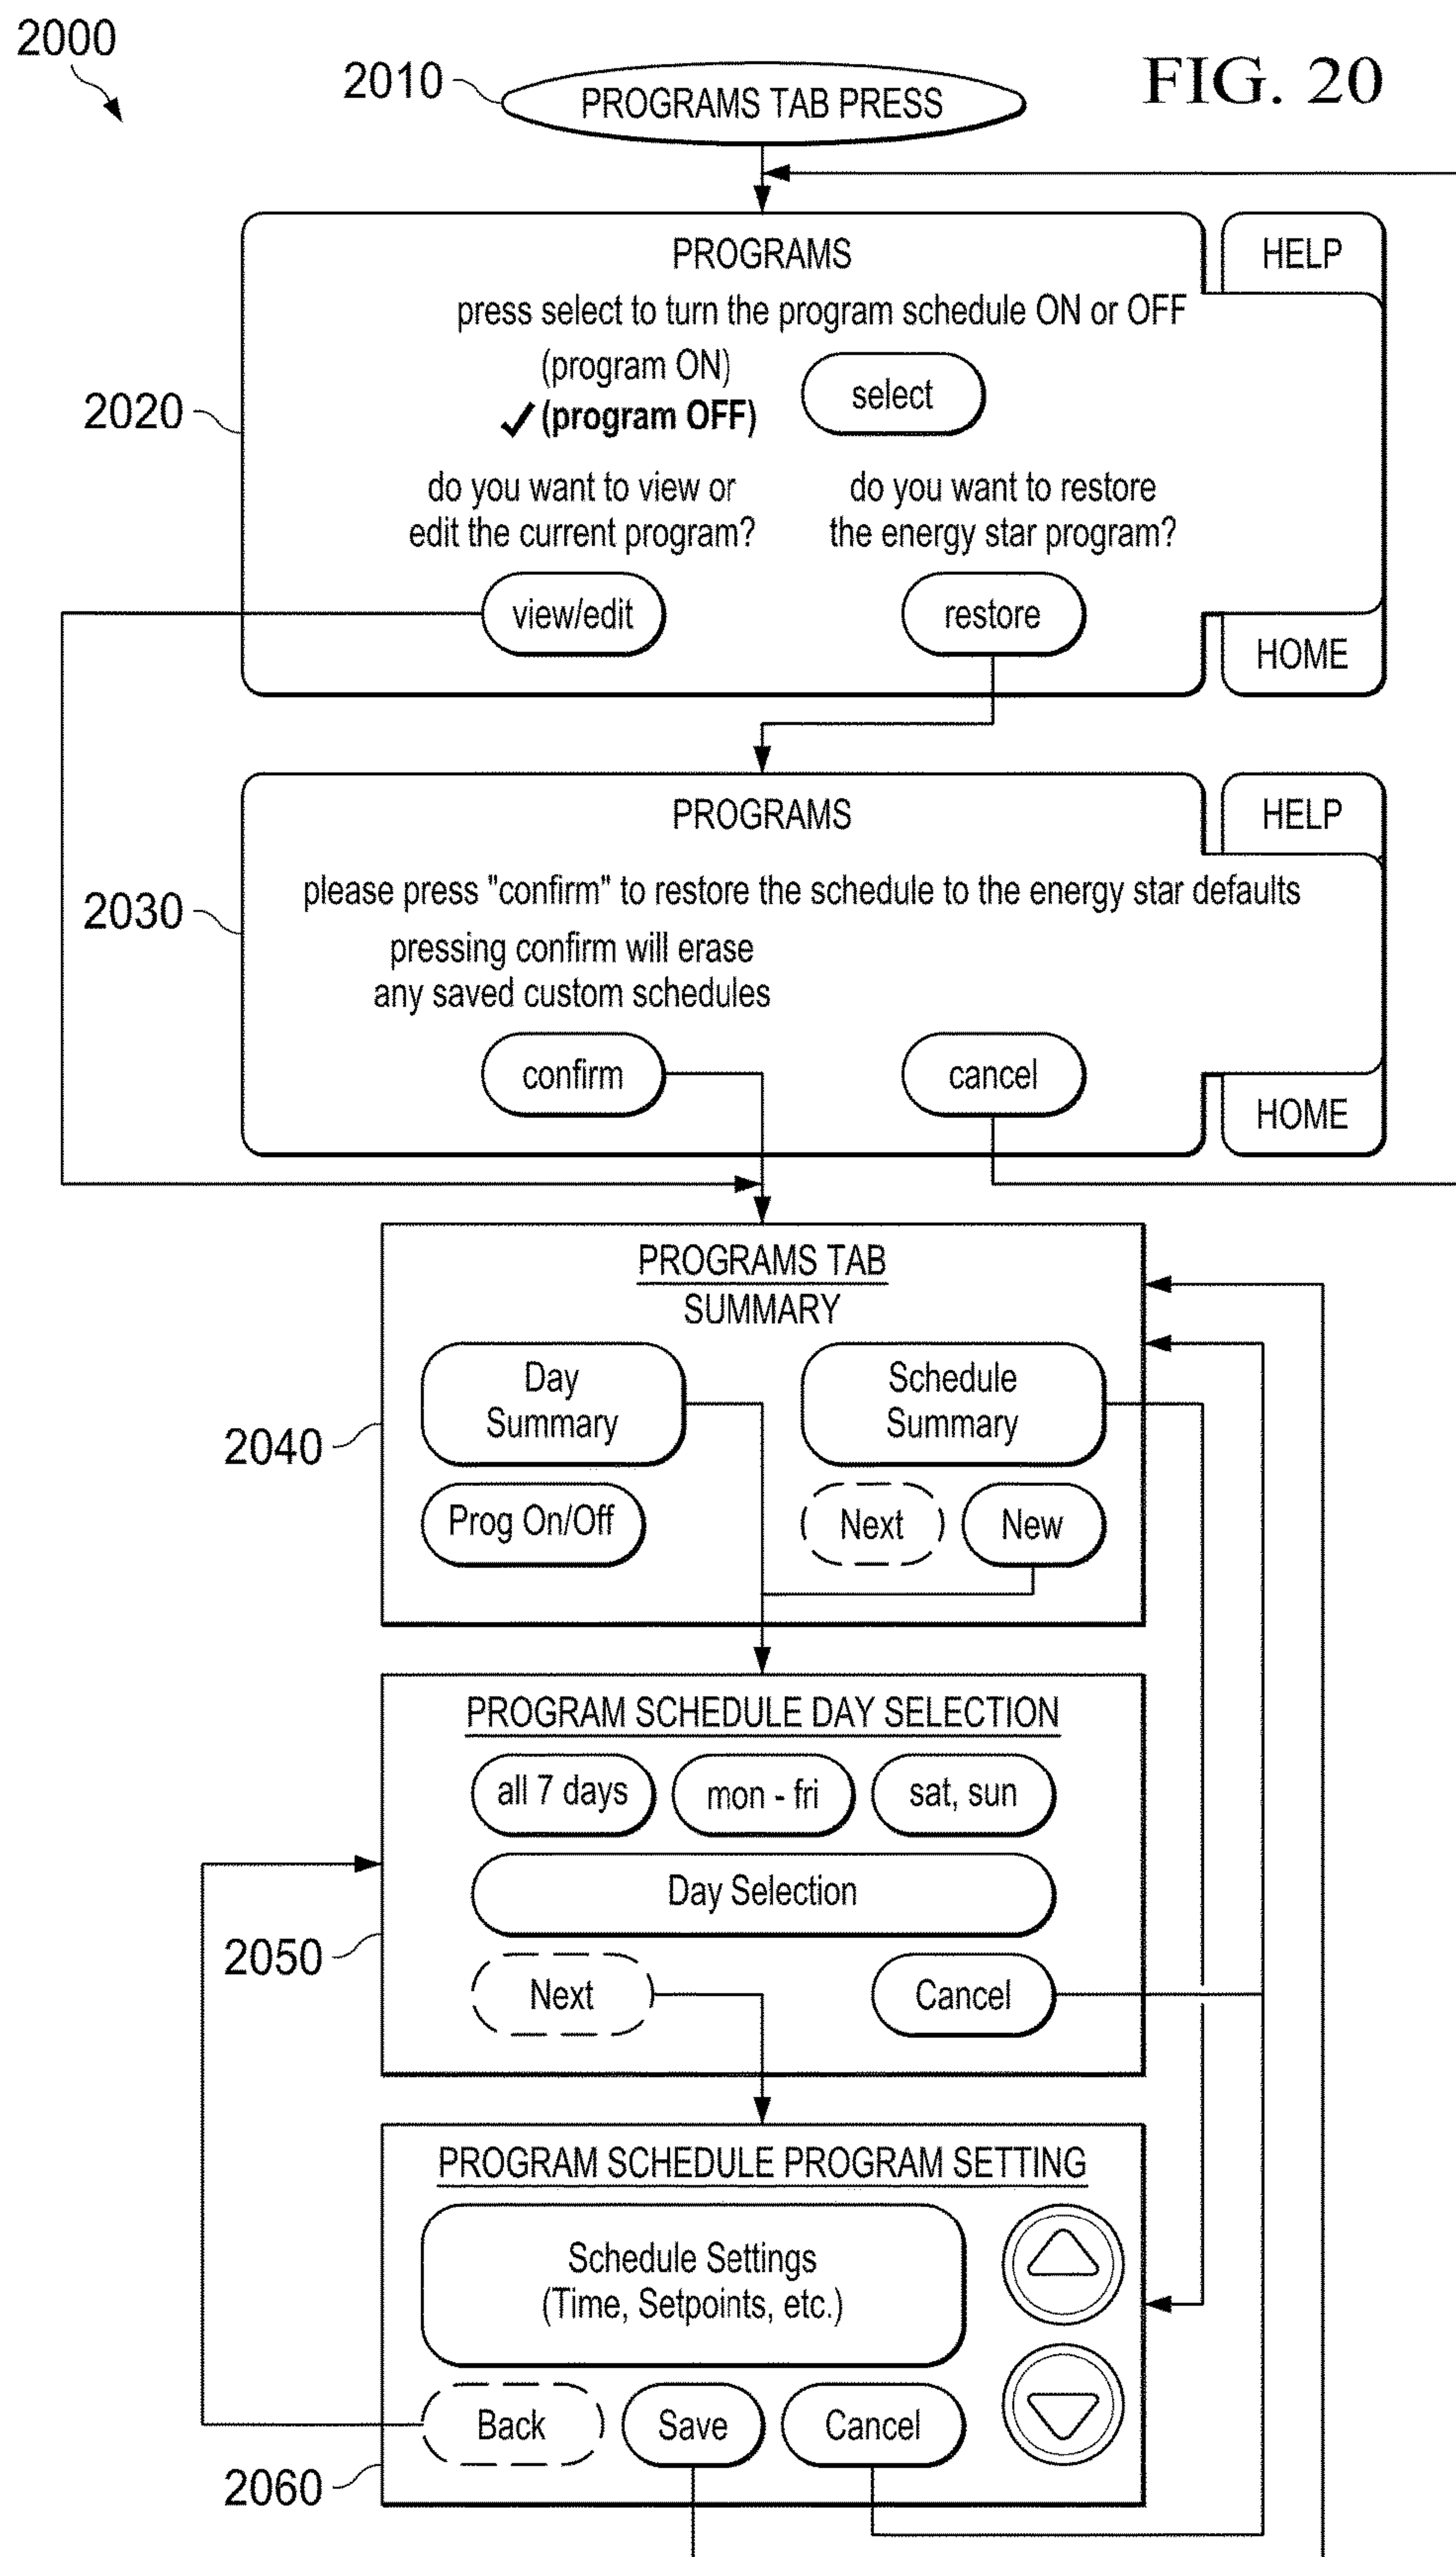 2000
2010
PROGRAMS TAB PRESS
FIG. 20
PROGRAMS
HELP
press select to turn the program schedule ON or OFF
(program ON)
select
✓(program OFF)
2020
do you want to view or
edit the current program?
do you want to restore
the energy star program?
view/edit
restore
HOME
PROGRAMS
HELP
please press "confirm" to restore the schedule to the energy star defaults
2030
pressing confirm will erase
any saved custom schedules
confirm
cancel
HOME
PROGRAMS TAB
SUMMARY
Day
Summary
Schedule
Summary
2040
Prog On/Off
Next
New
PROGRAM SCHEDULE DAY SELECTION
all 7 days
mon - fri
sat, sun
Day Selection
2050
Next
Cancel
PROGRAM SCHEDULE PROGRAM SETTING
Schedule Settings
(Time, Setpoints, etc.)
Back
Save
Cancel
2060